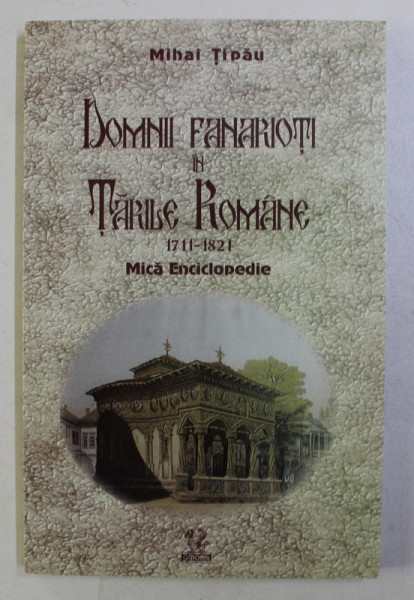 Mihai Țipău
Domnii fanarioți
în
Țările Române
1711-1821
Mică Enciclopedie